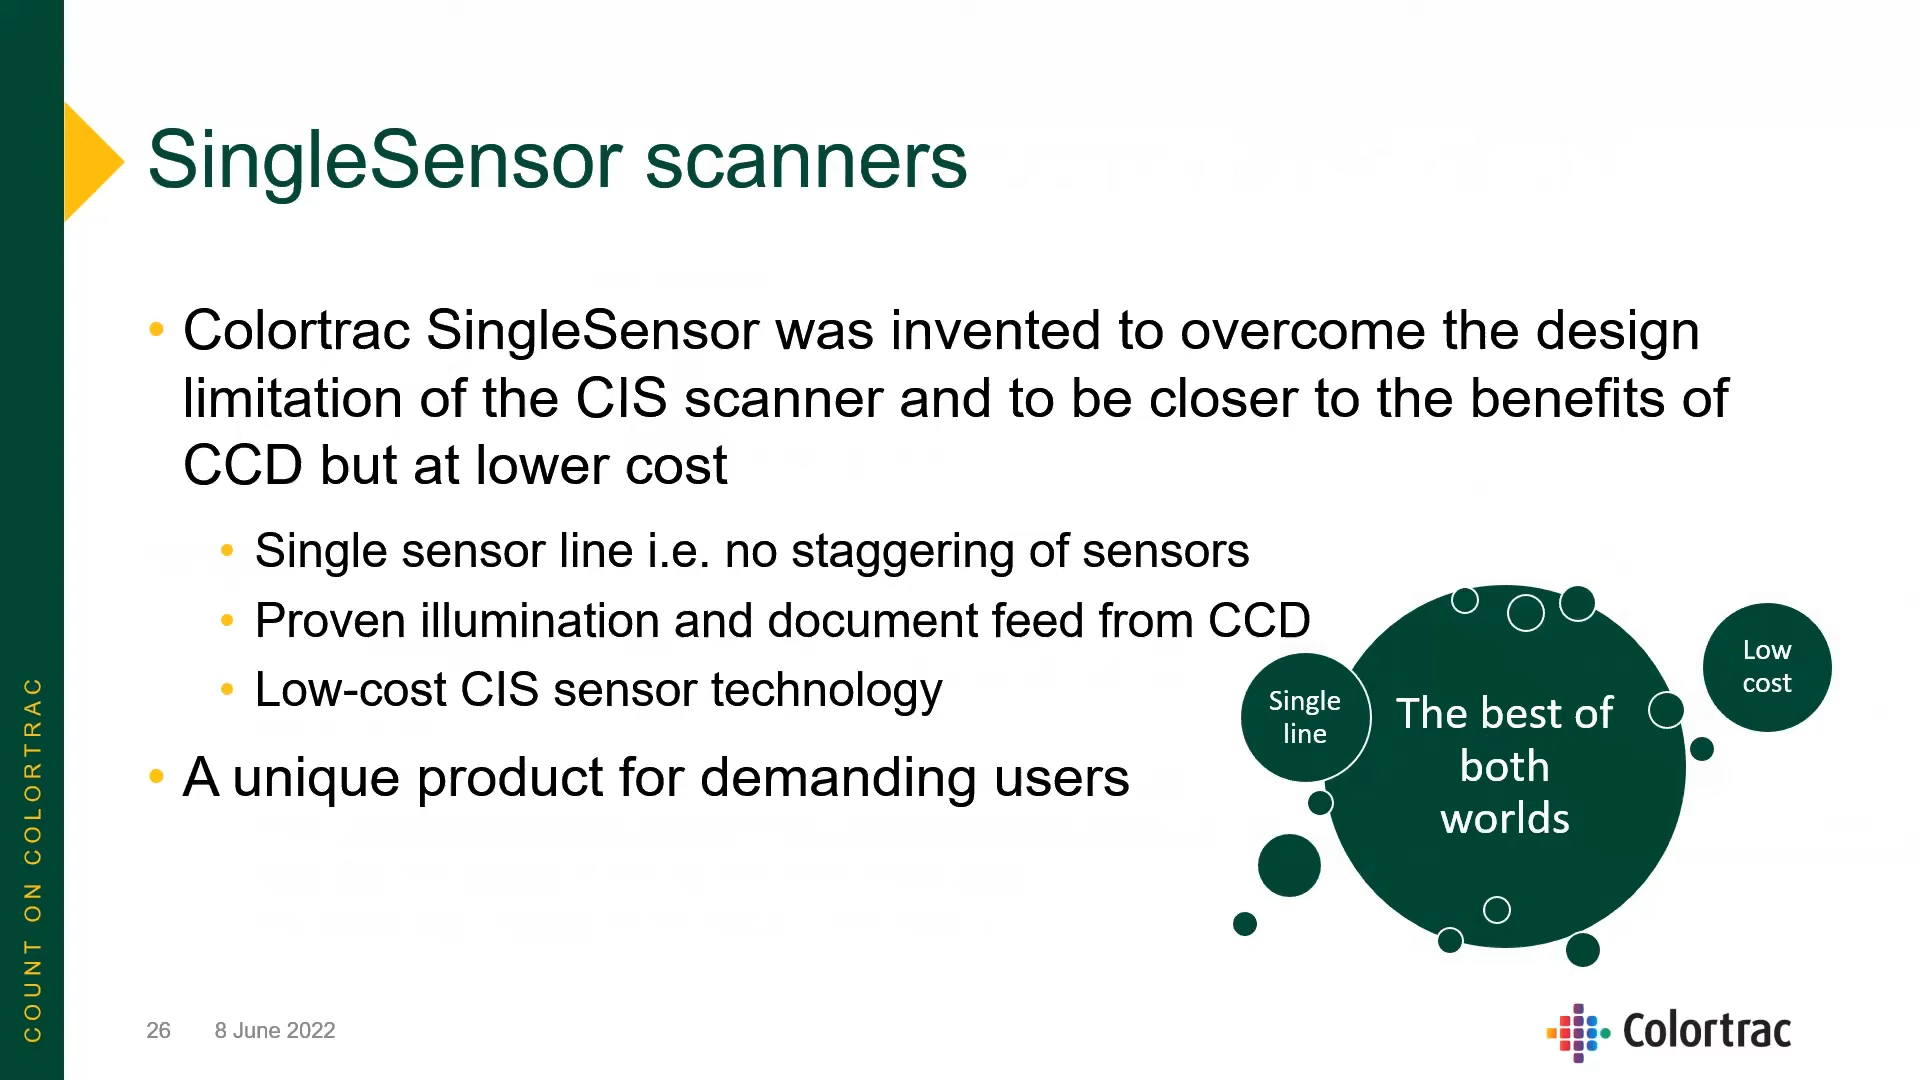 SingleSensor scanners
• Colortrac SingleSensor was invented to overcome the design
limitation of the CIS scanner and to be closer to the benefits of
CCD but at lower cost
• Single sensor line i.e. no staggering of sensors
• Proven illumination and document feed from CCD
• Low-cost CIS sensor technology
• A unique product for demanding users
Single
line
The best of
both
worlds
Low
cost
COUNT ON COLORTRAC
26 8 June 2022
Colortrac